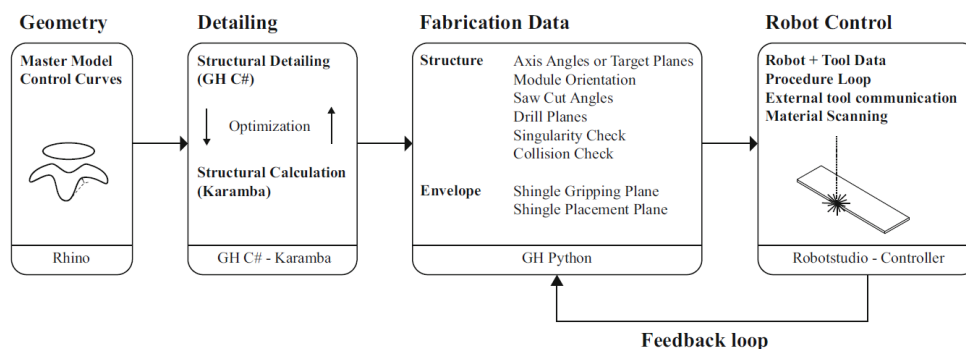 Geometry
Master Model
Control Curves
Rhino
Detailing
Structural Detailing
(GH C#)
Optimization
Structural Calculation
(Karamba)
GH C# - Karamba
Fabrication Data
Structure
Axis Angles or Target Planes
Module Orientation
Saw Cut Angles
Drill Planes
Singularity Check
Collision Check
Envelope
Shingle Gripping Plane
Shingle Placement Plane
GH Python
Robot Control
Robot + Tool Data
Procedure Loop
External tool communication
Material Scanning
Robotstudio - Controller
Feedback loop